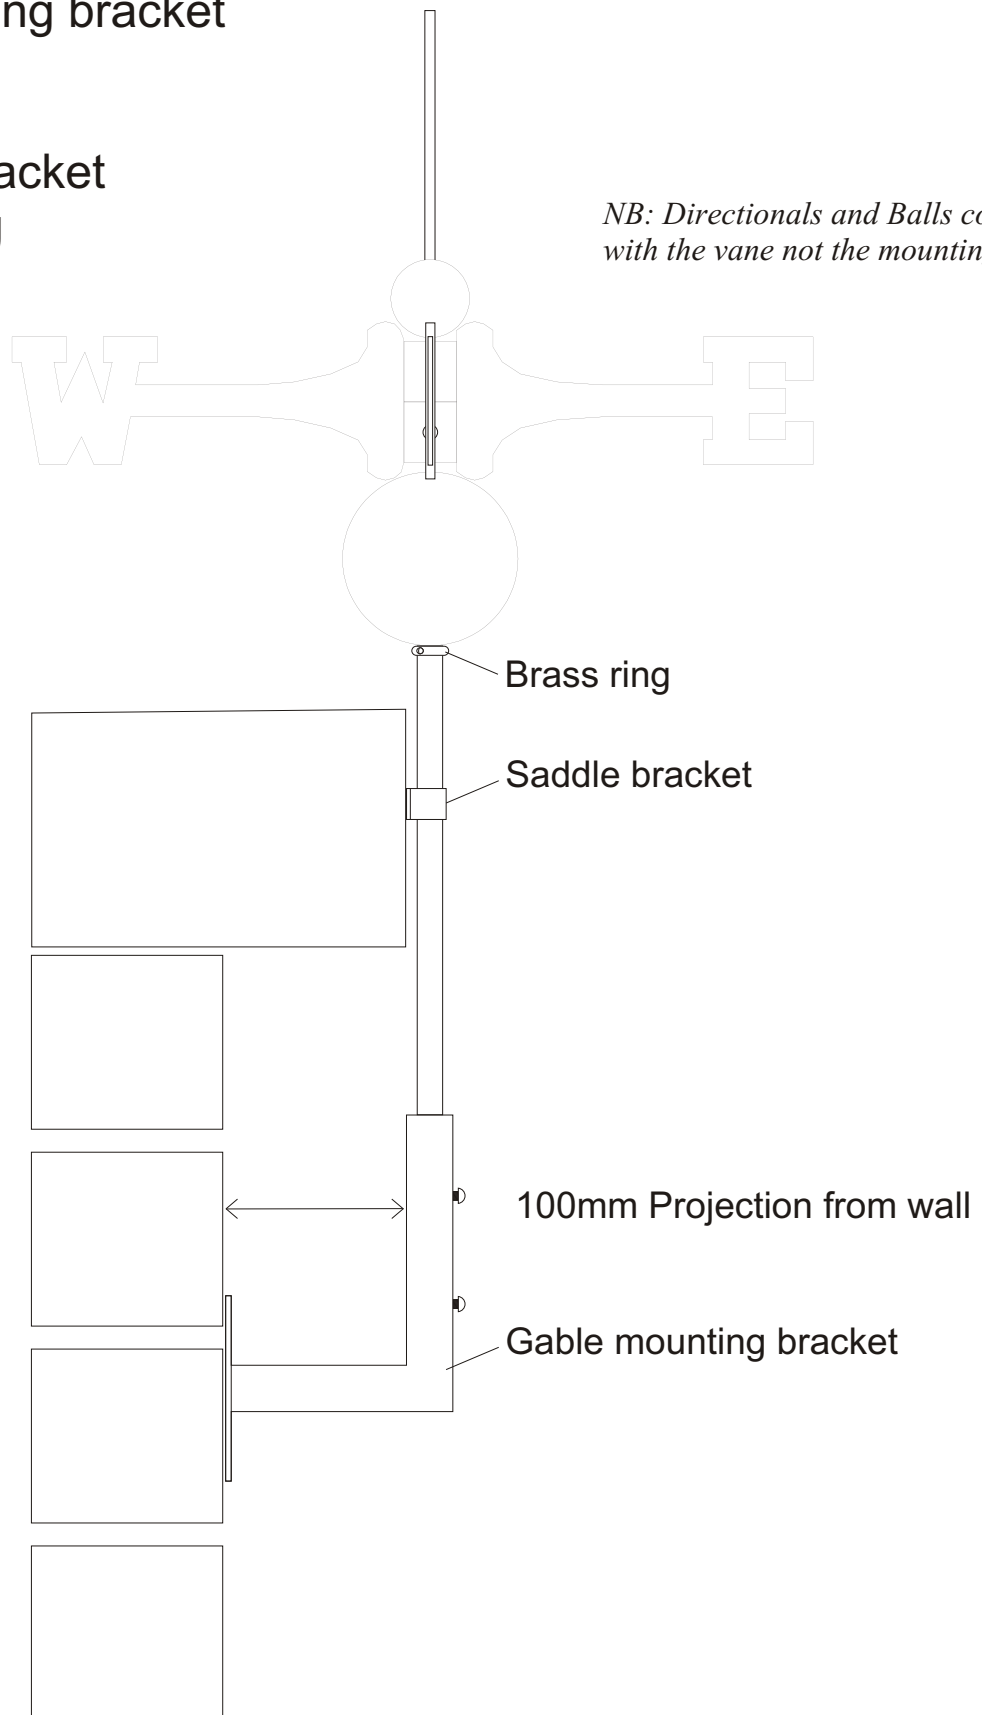 ng bracket
acket
NB: Directionals and Balls co
with the vane not the mountin
W E
Brass ring
Saddle bracket
100mm Projection from wall
Gable mounting bracket